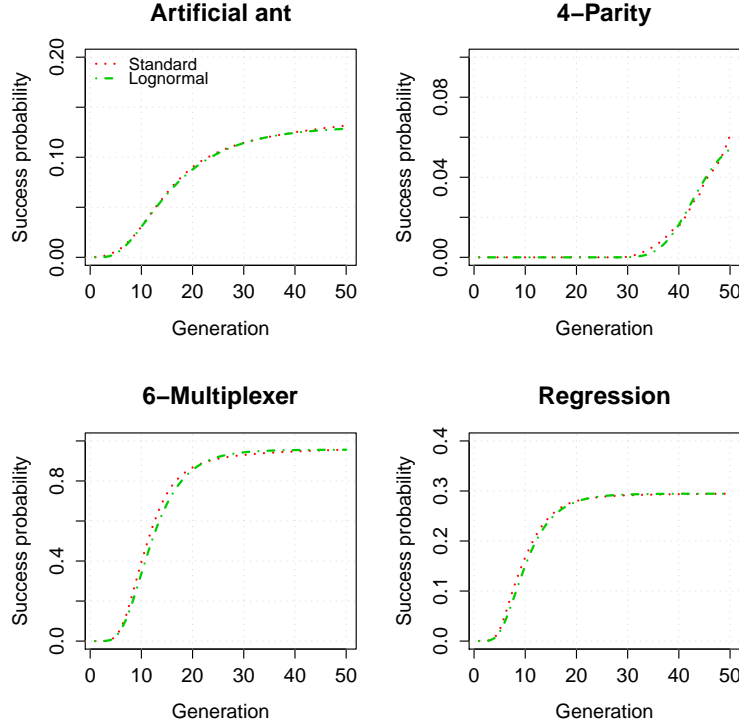 Artificial ant
Success probability
0.00 0.10 0.20
Standard
Lognormal
0 10 20 30 40 50
Generation
4−Parity
Success probability
0.00 0.04 0.08
0 10 20 30 40 50
Generation
6−Multiplexer
Success probability
0.0 0.4 0.8
0 10 20 30 40 50
Generation
Regression
Success probability
0.0 0.1 0.2 0.3 0.4
0 10 20 30 40 50
Generation